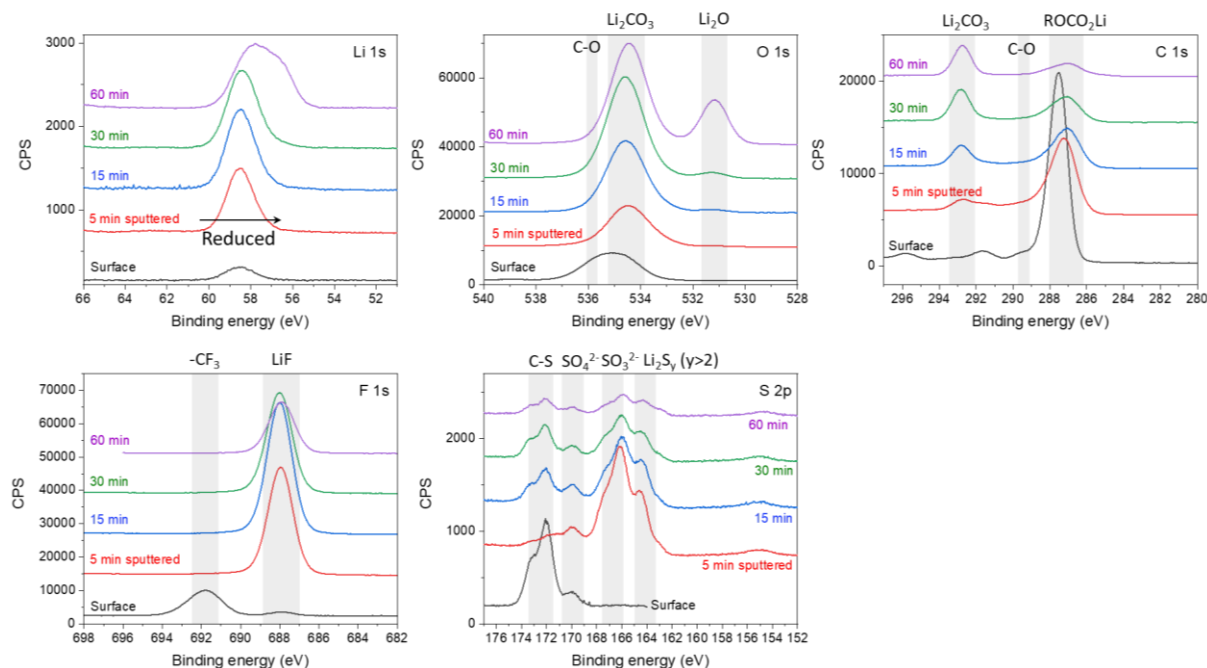 Li 1s
3000
2000
1000
CPS
60 min
30 min
15 min
5 min sputtered
Reduced
Surface
66 64 62 60 58 56 54 52
Binding energy (eV)
Li₂CO₃ Li₂O
C-O
O 1s
60000
40000
20000
0
CPS
60 min
30 min
15 min
5 min sputtered
Surface
540 538 536 534 532 530 528
Binding energy (eV)
Li₂CO₃ ROCO₂Li
C-O
C 1s
20000
10000
0
CPS
60 min
30 min
15 min
5 min sputtered
Surface
296 294 292 290 288 286 284 282 280
Binding energy (eV)
-CF₃ LiF
F 1s
70000
60000
50000
40000
30000
20000
10000
0
CPS
60 min
30 min
15 min
5 min sputtered
Surface
698 696 694 692 690 688 686 684 682
Binding energy (eV)
C-S SO₄²⁻ SO₃²⁻ Li₂Sᵧ (y>2)
S 2p
2000
1000
0
CPS
60 min
30 min
15 min
5 min sputtered
Surface
176 174 172 170 168 166 164 162 160 158 156 154 152
Binding energy (eV)